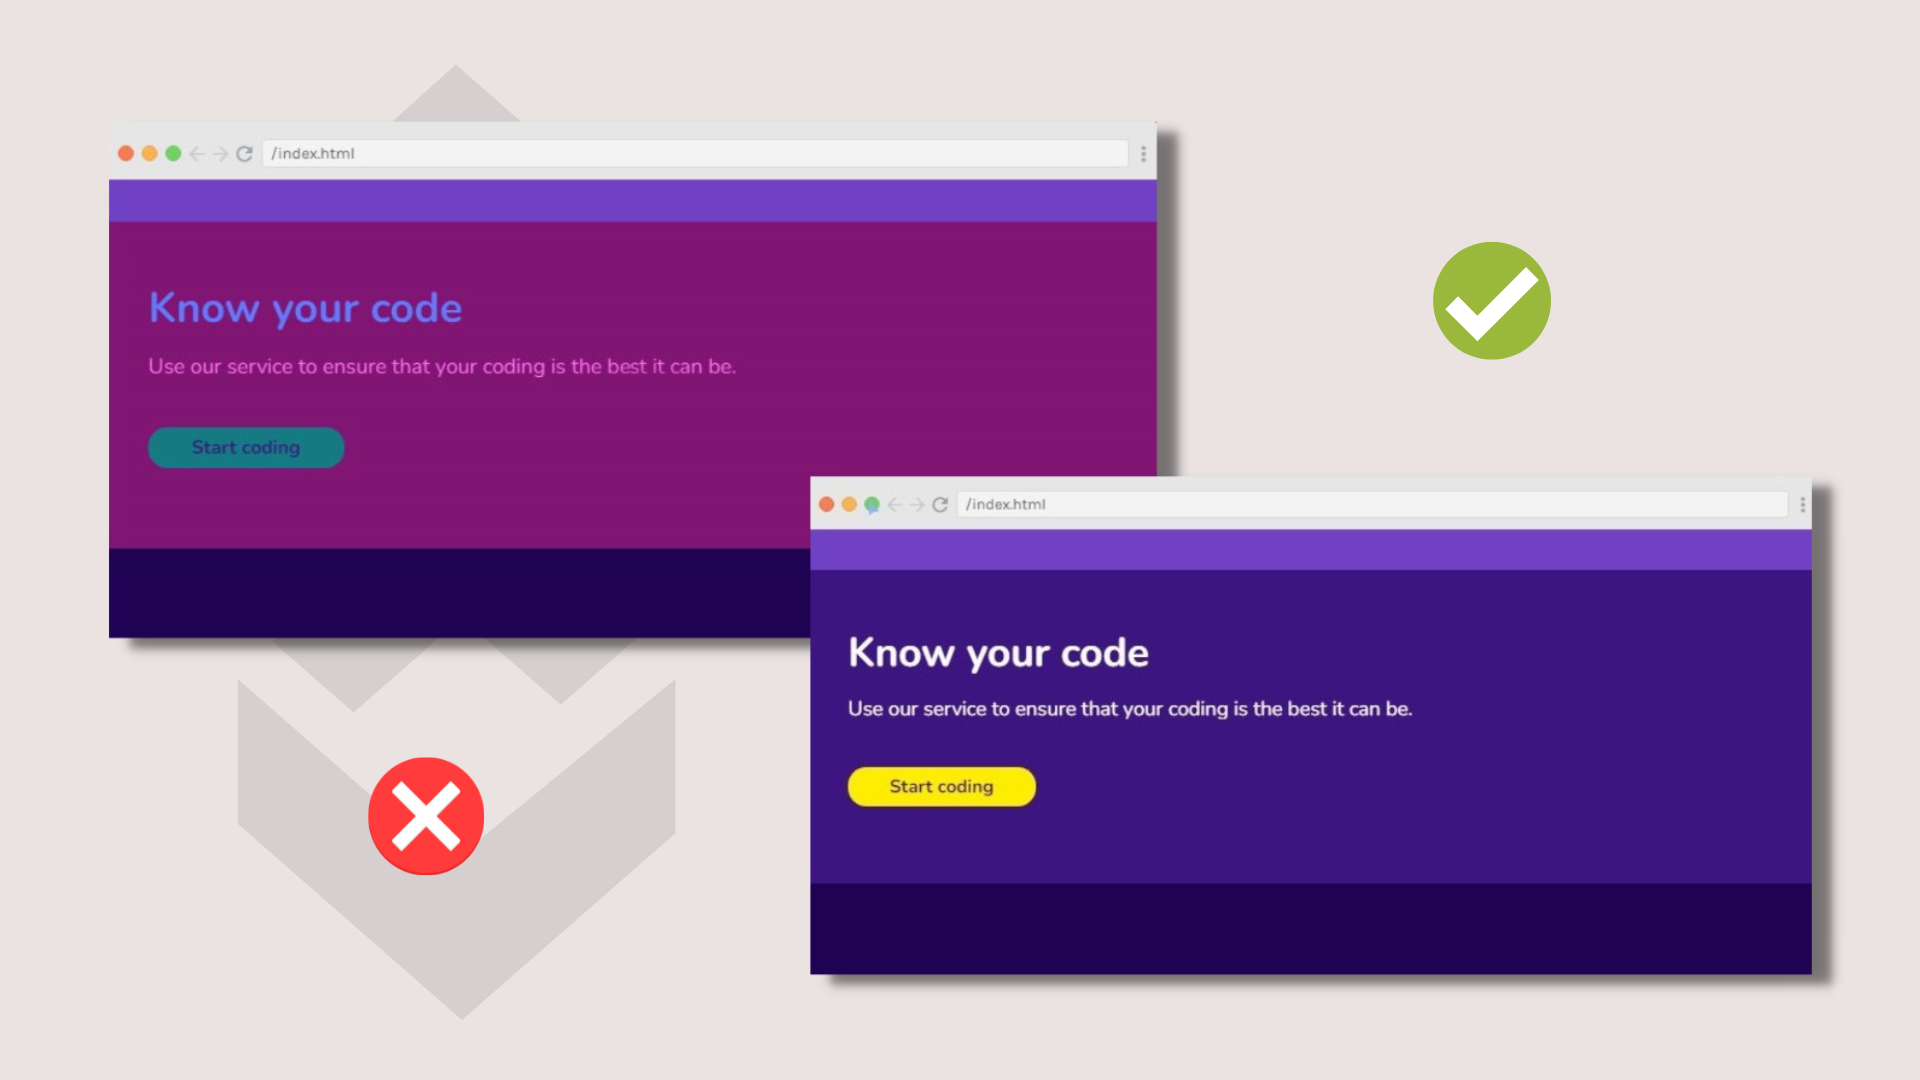 /index.html
Know your code
Use our service to ensure that your coding is the best it can be.
Start coding
/index.html
Know your code
Use our service to ensure that your coding is the best it can be.
Start coding